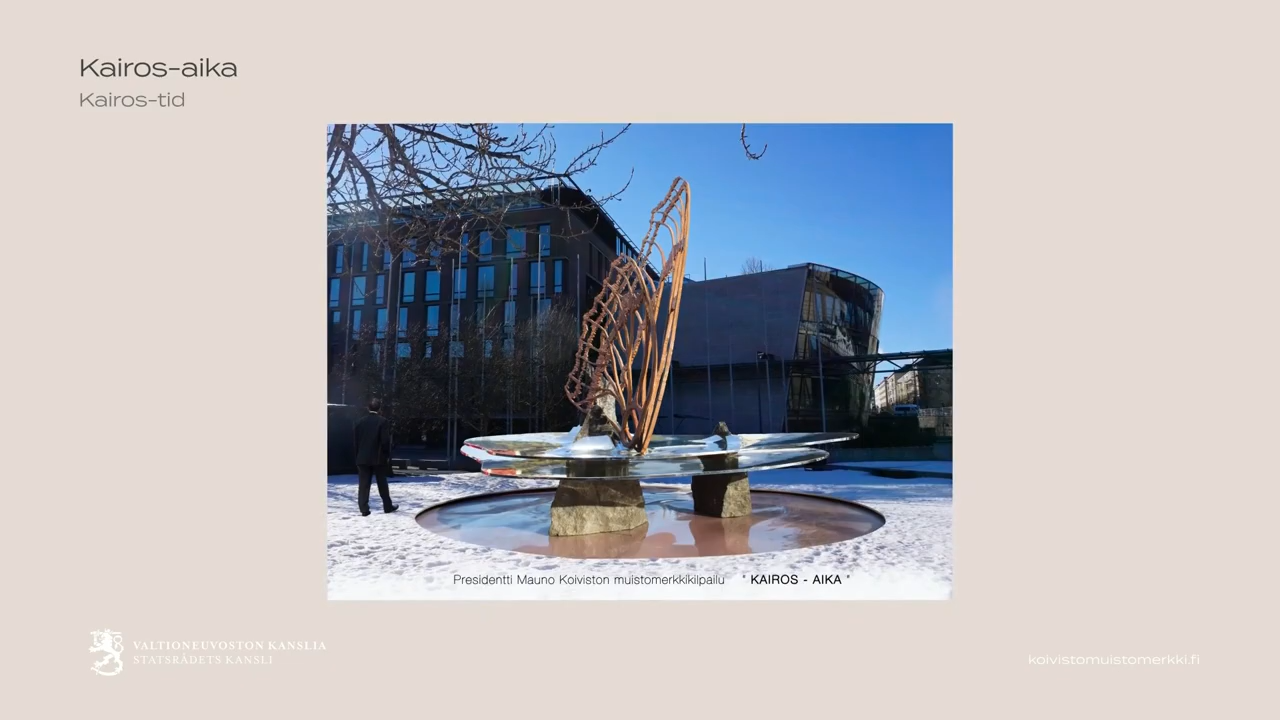 Kairos-aika
Kairos-tid
Presidentti Mauno Koiviston muistomerkkikilpailu " KAIROS - AIKA "
VALTIONEUVOSTON KANSLIA
STATSRÅDETS KANSLI
koivistomuistomerkki.fi